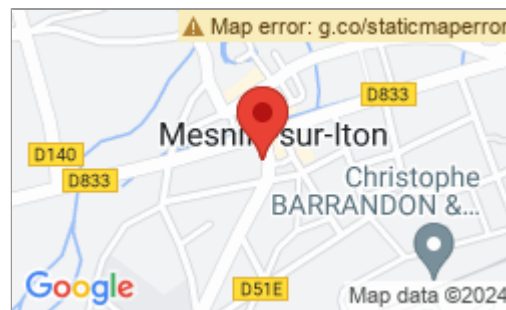 Map error: g.co/staticmaperror
D833
Mesnil-sur-Iton
D140
D833
Christophe
BARRANDON &...
D51E
Google
Map data ©2024